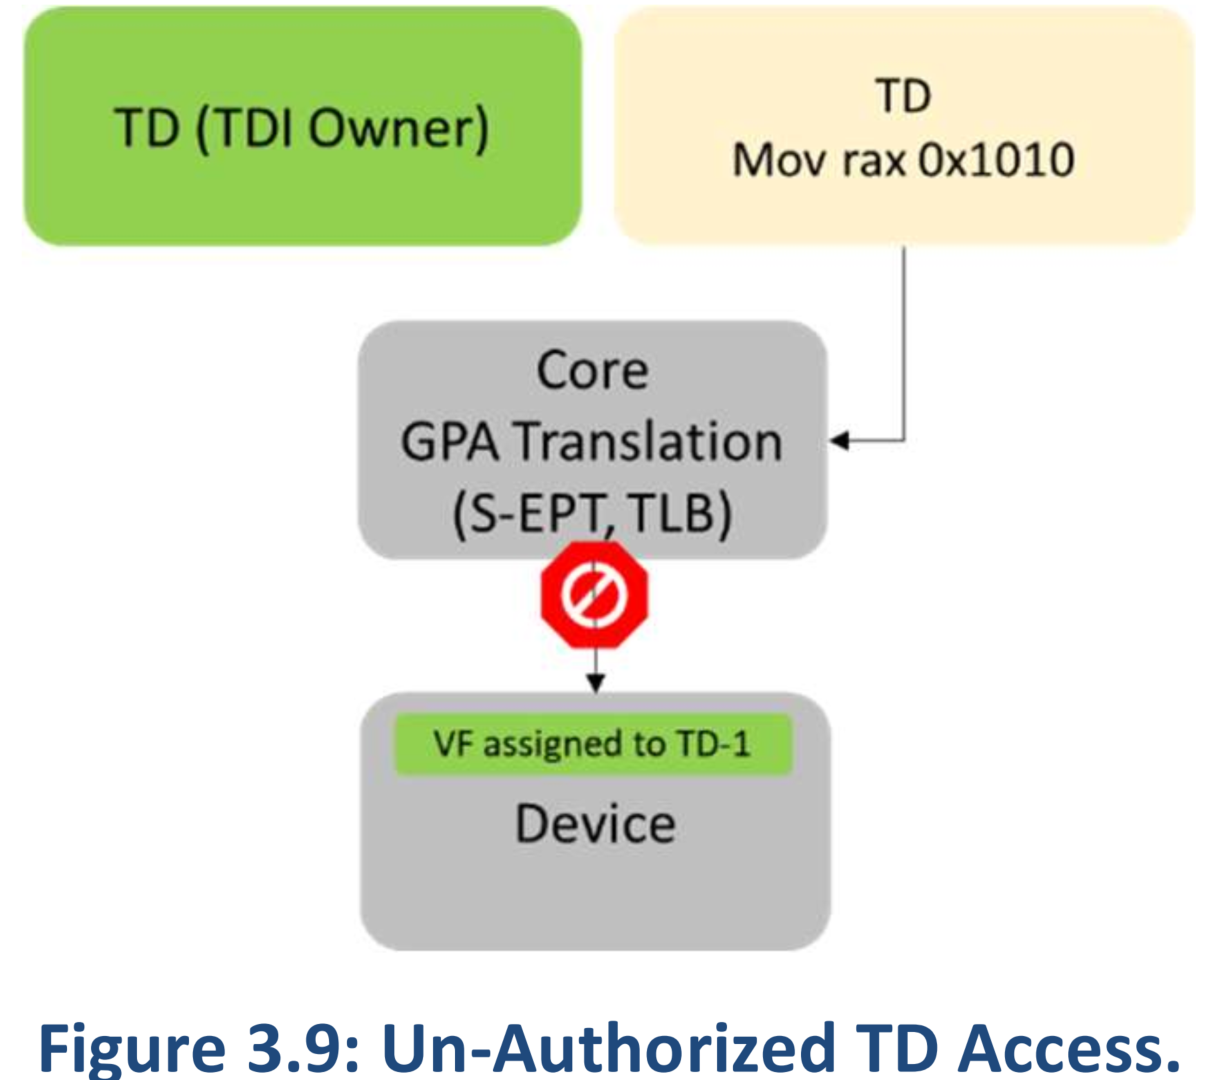 TD (TDI Owner)
TD
Mov rax 0x1010
Core
GPA Translation
(S-EPT, TLB)
VF assigned to TD-1
Device
Figure 3.9: Un-Authorized TD Access.